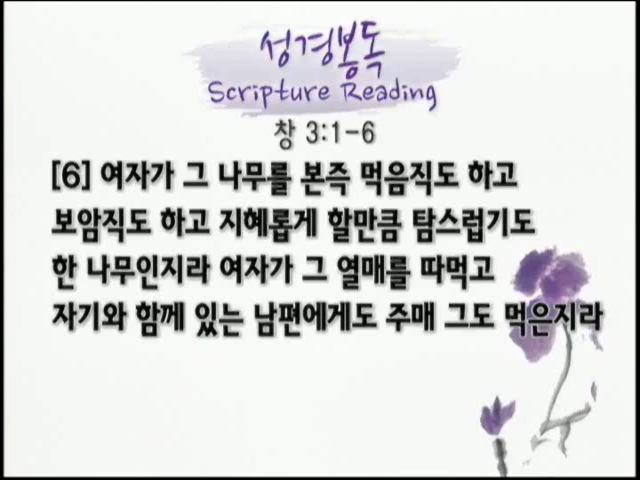 성경봉독
Scripture Reading
창 3:1-6
[6] 여자가 그 나무를 본즉 먹음직도 하고
보암직도 하고 지혜롭게 할만큼 탐스럽기도
한 나무인지라 여자가 그 열매를 따먹고
자기와 함께 있는 남편에게도 주매 그도 먹은지라